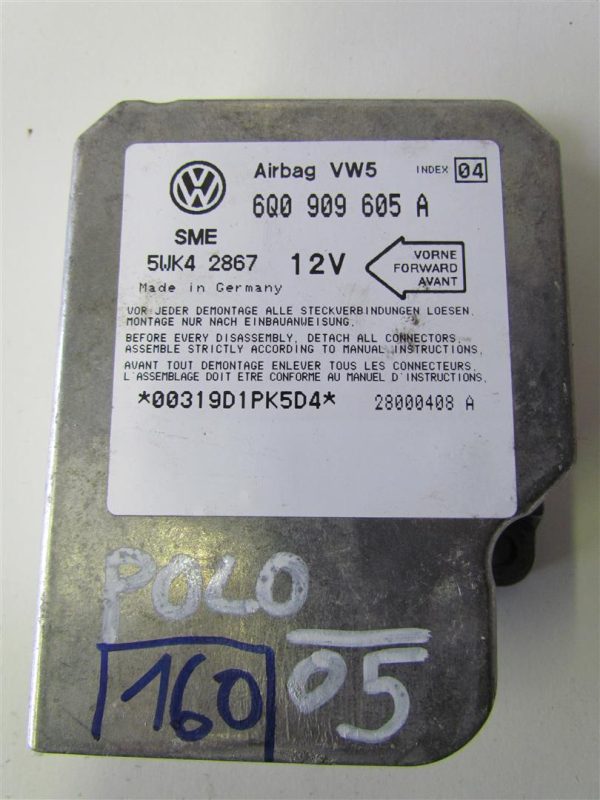 Airbag VW5 INDEX 04
6Q0 909 605 A
SME
5WK4 2867 12V
VORNE
FORWARD
AVANT
Made in Germany
VOR JEDER DEMONTAGE ALLE STECKVERBINDUNGEN LOESEN.
MONTAGE NUR NACH EINBAUANWEISUNG.
BEFORE EVERY DISASSEMBLY, DETACH ALL CONNECTORS.
ASSEMBLE STRICTLY ACCORDING TO MANUAL INSTRUCTIONS.
AVANT TOUT DEMONTAGE ENLEVER TOUS LES CONNECTEURS.
L'ASSEMBLAGE DOIT ETRE CONFORME AU MANUEL D'INSTRUCTIONS.
*00319D1PK5D4* 28000408 A
POLO
160 05